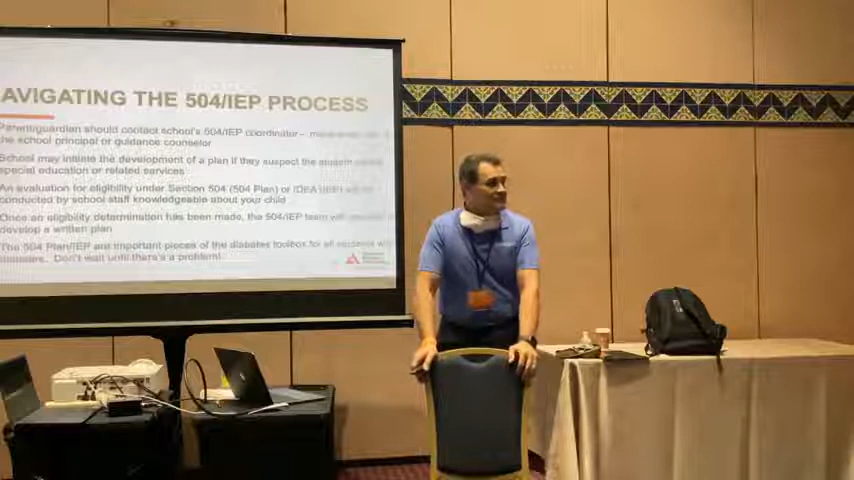 AVIGATING THE 504/IEP PROCESS
Parent/guardian should contact school's 504/IEP coordinator –
the school principal or guidance counselor
School may initiate the development of a plan if they suspect the student
special education or related services
An evaluation for eligibility under Section 504 (504 Plan) or IDEA
conducted by school staff knowledgeable about your child
Once an eligibility determination has been made, the 504/IEP team will
develop a written plan
The 504 Plan/IEP are important pieces of the diabetes toolbox for all students
Don't wait until there's a problem!